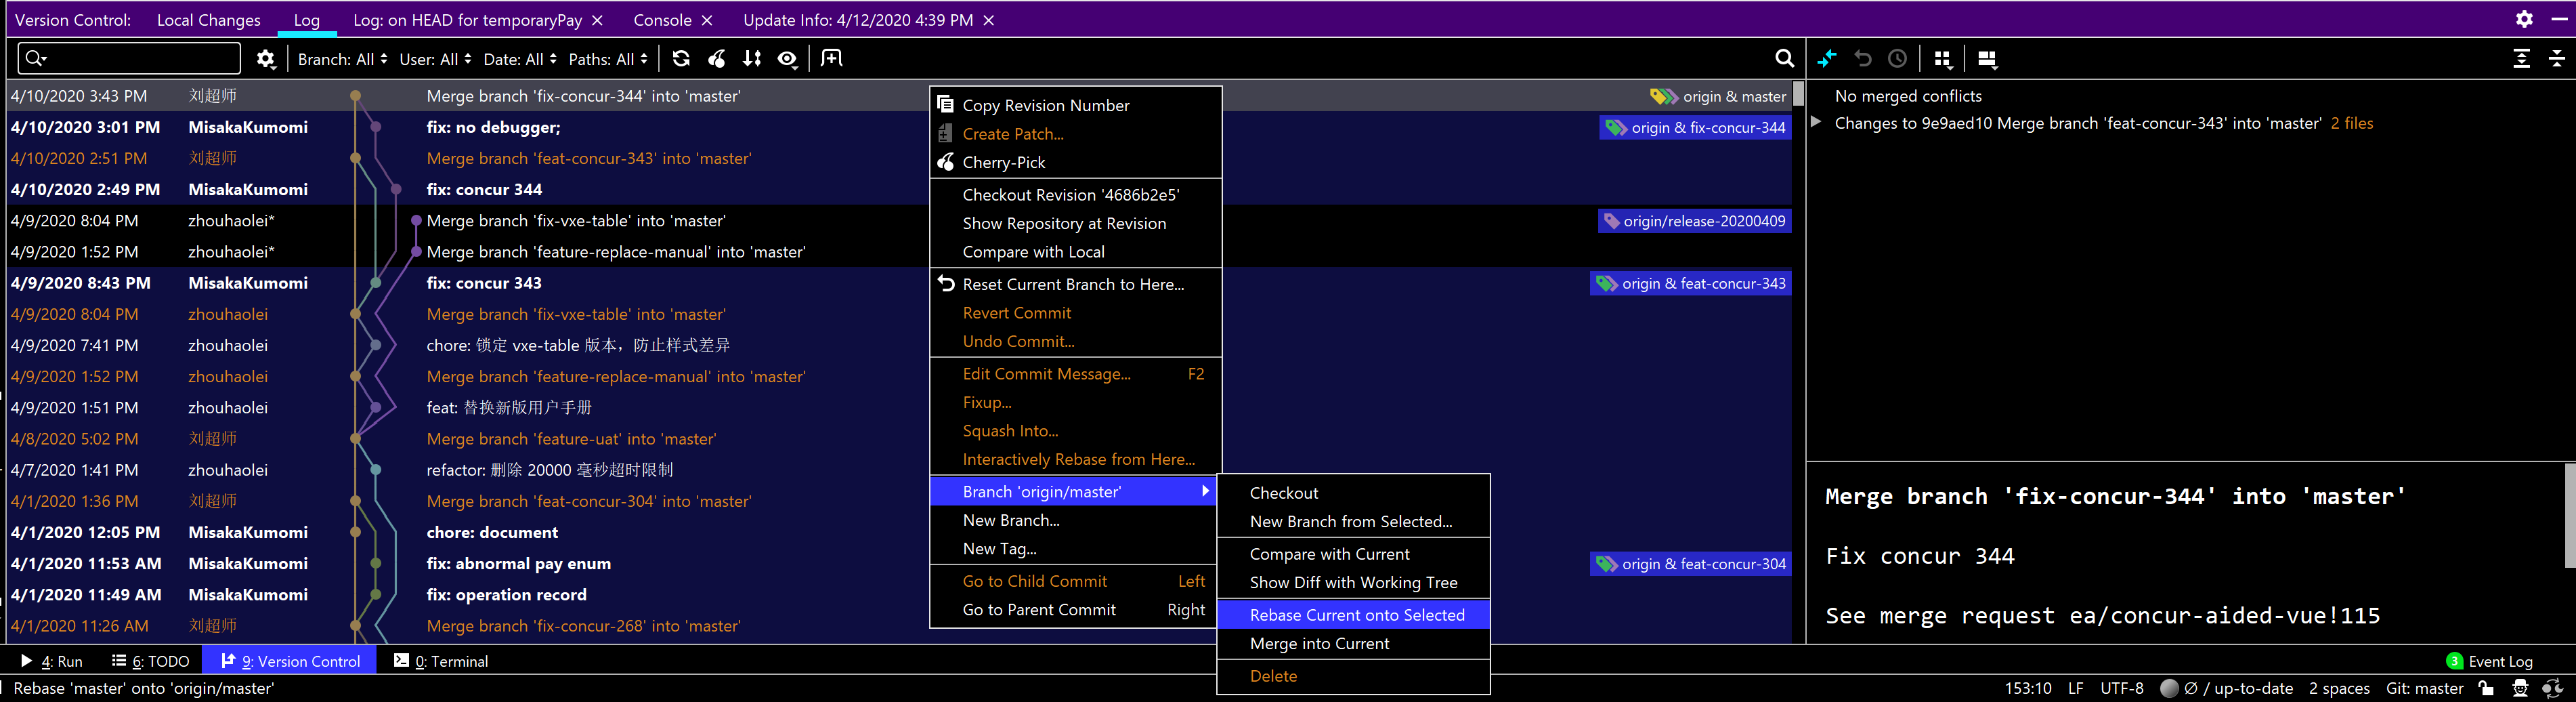 Version Control: Local Changes Log Log: on HEAD for temporaryPay × Console × Update Info: 4/12/2020 4:39 PM ×
Branch: All User: All Date: All Paths: All
4/10/2020 3:43 PM 刘超师 Merge branch 'fix-concur-344' into 'master' origin & master
4/10/2020 3:01 PM MisakaKumomi fix: no debugger; origin & fix-concur-344
4/10/2020 2:51 PM 刘超师 Merge branch 'feat-concur-343' into 'master'
4/10/2020 2:49 PM MisakaKumomi fix: concur 344
4/9/2020 8:04 PM zhouhaolei* Merge branch 'fix-vxe-table' into 'master' origin/release-20200409
4/9/2020 1:52 PM zhouhaolei* Merge branch 'feature-replace-manual' into 'master'
4/9/2020 8:43 PM MisakaKumomi fix: concur 343 origin & feat-concur-343
4/9/2020 8:04 PM zhouhaolei Merge branch 'fix-vxe-table' into 'master'
4/9/2020 7:41 PM zhouhaolei chore: 锁定 vxe-table 版本，防止样式差异
4/9/2020 1:52 PM zhouhaolei Merge branch 'feature-replace-manual' into 'master'
4/9/2020 1:51 PM zhouhaolei feat: 替换新版用户手册
4/8/2020 5:02 PM 刘超师 Merge branch 'feature-uat' into 'master'
4/7/2020 1:41 PM zhouhaolei refactor: 删除 20000 毫秒超时限制
4/1/2020 1:36 PM 刘超师 Merge branch 'feat-concur-304' into 'master'
4/1/2020 12:05 PM MisakaKumomi chore: document
4/1/2020 11:53 AM MisakaKumomi fix: abnormal pay enum origin & feat-concur-304
4/1/2020 11:49 AM MisakaKumomi fix: operation record
4/1/2020 11:26 AM 刘超师 Merge branch 'fix-concur-268' into 'master'
Copy Revision Number
Create Patch...
Cherry-Pick
Checkout Revision '4686b2e5'
Show Repository at Revision
Compare with Local
Reset Current Branch to Here...
Revert Commit
Undo Commit...
Edit Commit Message... F2
Fixup...
Squash Into...
Interactively Rebase from Here...
Branch 'origin/master'
New Branch...
New Tag...
Go to Child Commit Left
Go to Parent Commit Right
Checkout
New Branch from Selected...
Compare with Current
Show Diff with Working Tree
Rebase Current onto Selected
Merge into Current
Delete
No merged conflicts
Changes to 9e9aed10 Merge branch 'feat-concur-343' into 'master' 2 files
Merge branch 'fix-concur-344' into 'master'
Fix concur 344
See merge request ea/concur-aided-vue!115
4: Run 6: TODO 9: Version Control 0: Terminal 3 Event Log
Rebase 'master' onto 'origin/master' 153:10 LF UTF-8 ∅ / up-to-date 2 spaces Git: master